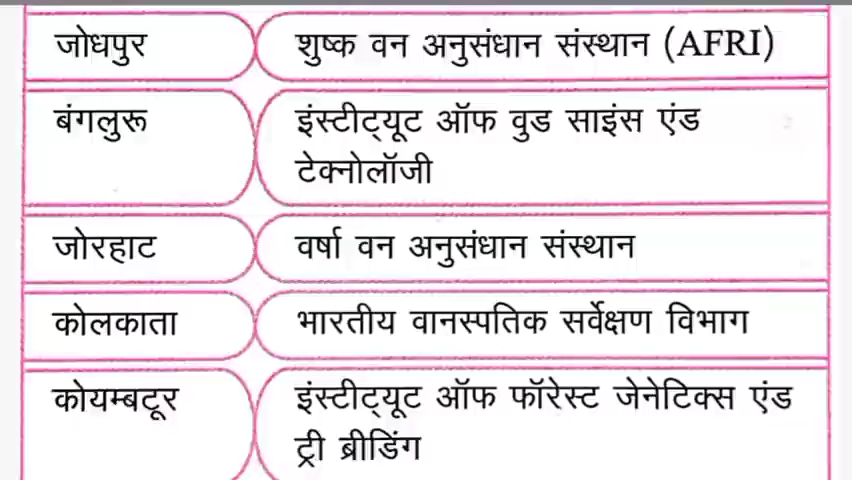 जोधपुर शुष्क वन अनुसंधान संस्थान (AFRI)
बंगलुरू इंस्टीट्यूट ऑफ वुड साइंस एंड
टेक्नोलॉजी
जोरहाट वर्षा वन अनुसंधान संस्थान
कोलकाता भारतीय वानस्पतिक सर्वेक्षण विभाग
कोयम्बटूर इंस्टीट्यूट ऑफ फॉरेस्ट जेनेटिक्स एंड
ट्री ब्रीडिंग